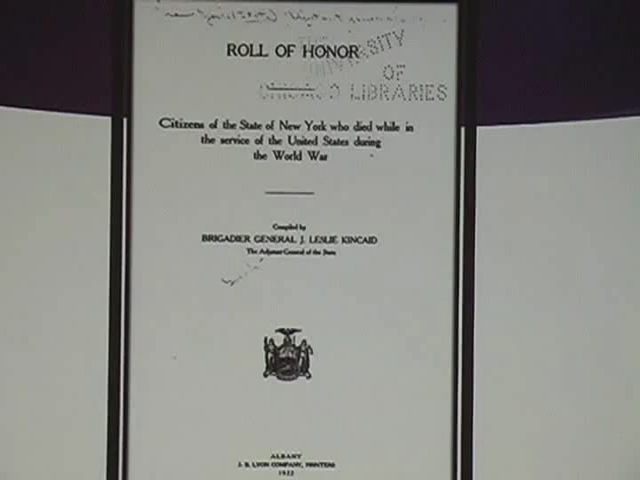 ROLL OF HONOR
THE
UNIVERSITY
OF
CHICAGO LIBRARIES
Citizens of the State of New York who died while in
the service of the United States during
the World War
Compiled by
BRIGADIER GENERAL J. LESLIE KINCAID
The Adjutant General of the State
ALBANY
J. B. LYON COMPANY, PRINTERS
1922